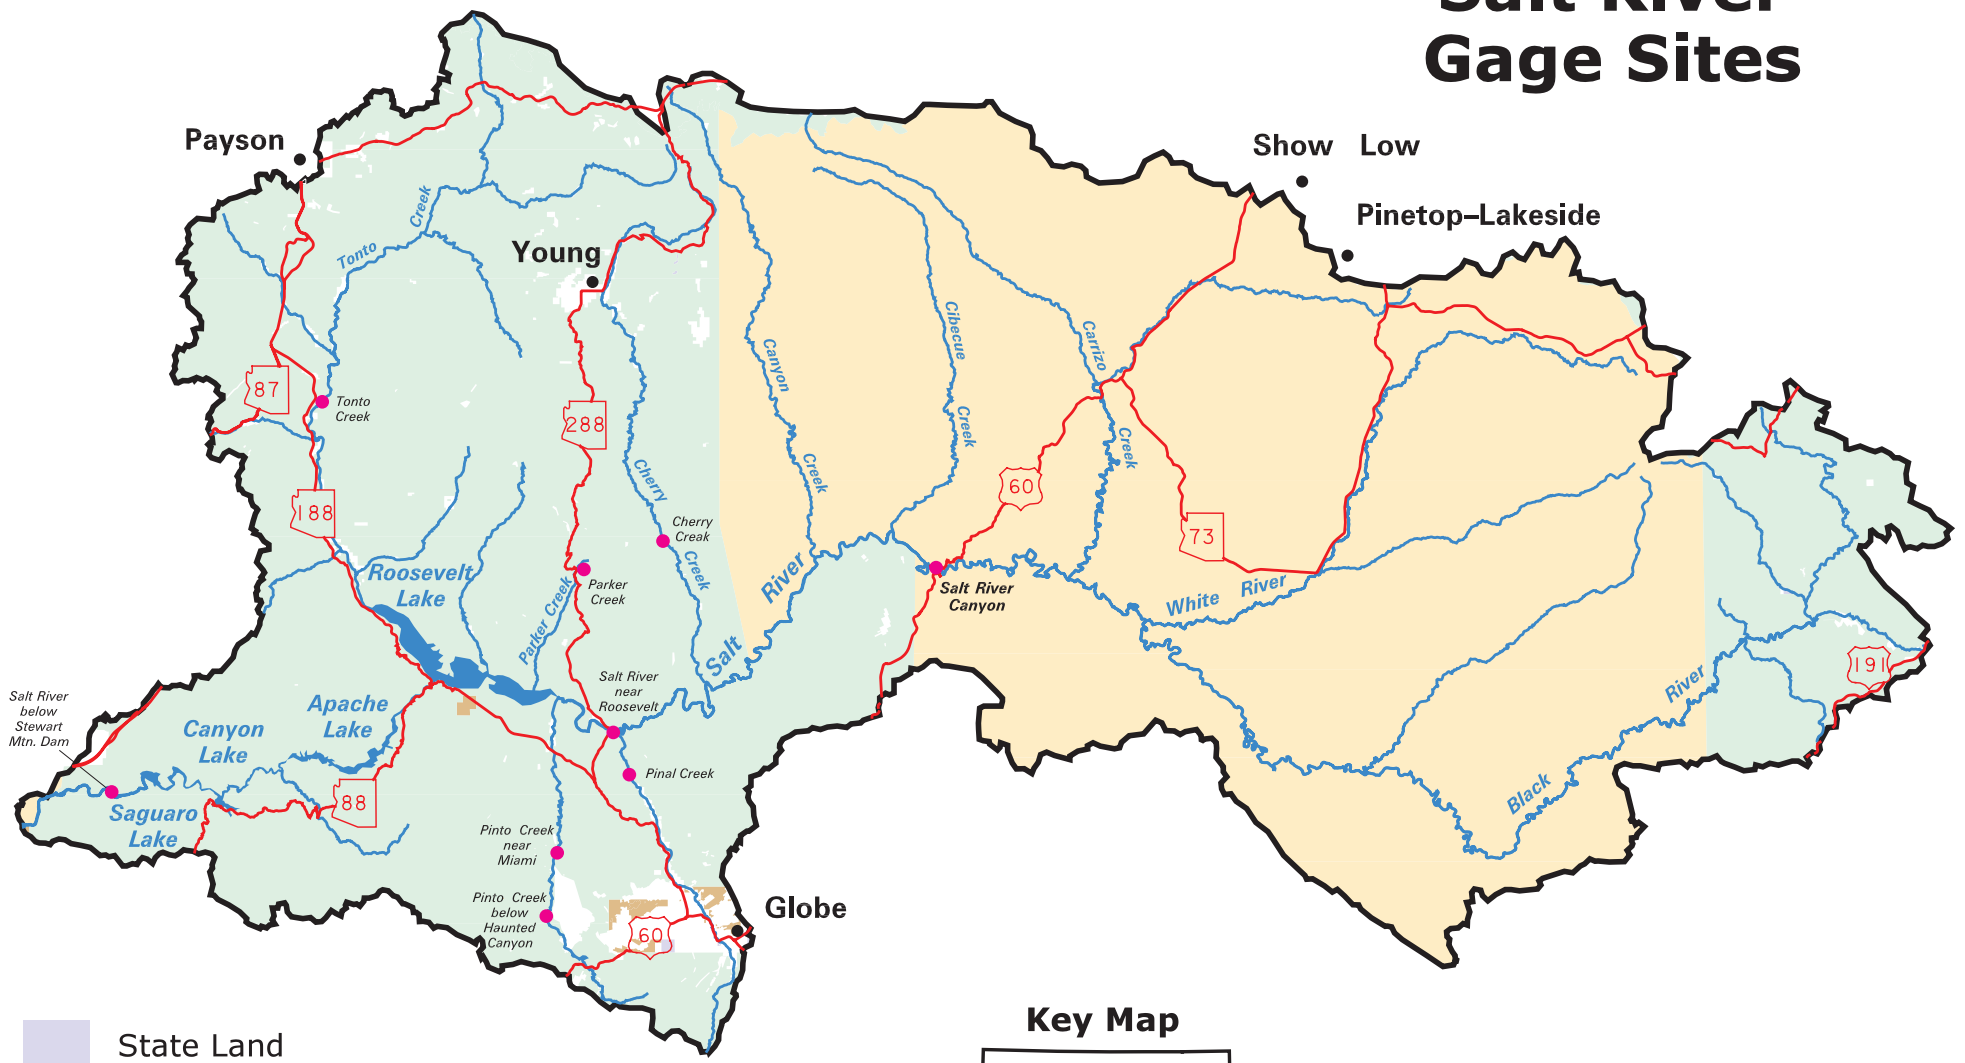 Salt River
Gage Sites
Payson
Show Low
Pinetop–Lakeside
Creek
Tonto
Young
Cibecue
Carrizo
Canyon
87
Tonto
Creek
288
Creek
Creek
Cherry
Creek
60
188
Cherry
Creak
73
Creek
Roosevelt
Lake
River
Parker
Creek
Parker Creek
Salt River
Canyon
White River
Salt
191
Salt River
near
Roosevelt
River
Salt River
below
Stewart
Mtn. Dam
Apache
Lake
Canyon
Lake
Pinal Creek
Black
88
Saguaro
Lake
Pinto Creek
near
Miami
Pinto Creek
below
Haunted
Canyon
Globe
60
Key Map
State Land